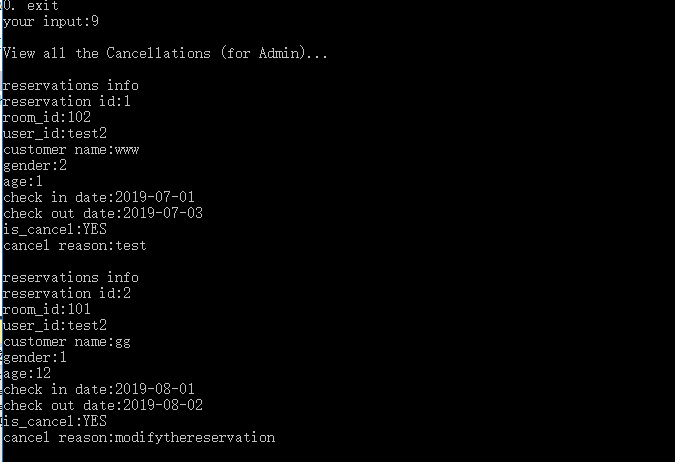 0. exit
your input:9
View all the Cancellations (for Admin)...
reservations info
reservation id:1
room_id:102
user_id:test2
customer name:www
gender:2
age:1
check in date:2019-07-01
check out date:2019-07-03
is_cancel:YES
cancel reason:test
reservations info
reservation id:2
room_id:101
user_id:test2
customer name:gg
gender:1
age:12
check in date:2019-08-01
check out date:2019-08-02
is_cancel:YES
cancel reason:modifythereservation